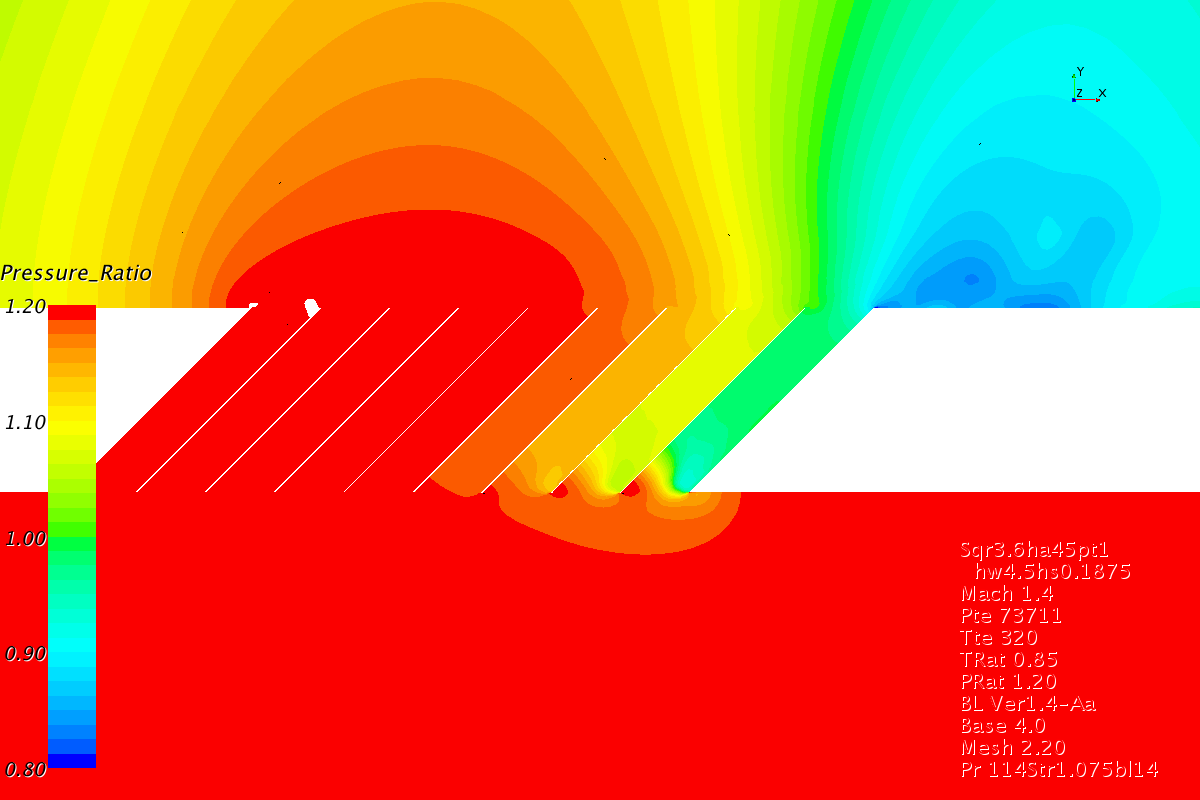 Y
Z X
Pressure_Ratio
1.20
1.10
1.00
0.90
0.80
Sqr3.6ha45pt1
hw4.5hs0.1875
Mach 1.4
Pte 73711
Tte 320
TRat 0.85
PRat 1.20
BL Ver1.4-Aa
Base 4.0
Mesh 2.20
Pr 114Str1.075bl14